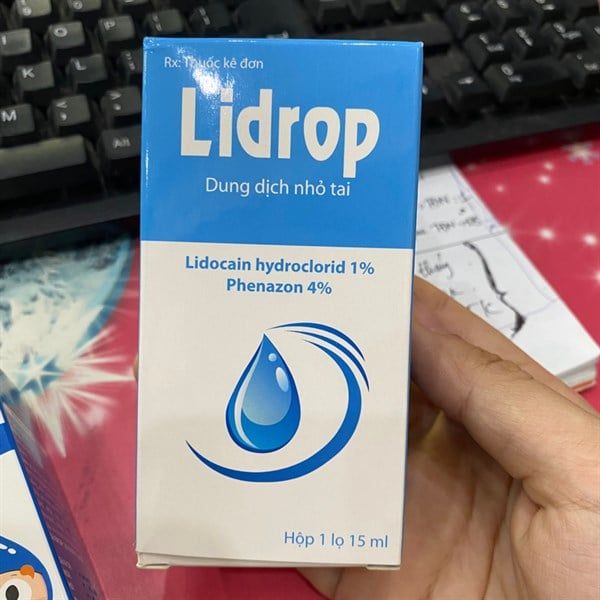 Rx: Thuốc kê đơn
Lidrop
Dung dịch nhỏ tai
Lidocain hydroclorid 1%
Phenazon 4%
Hộp 1 lọ 15 ml